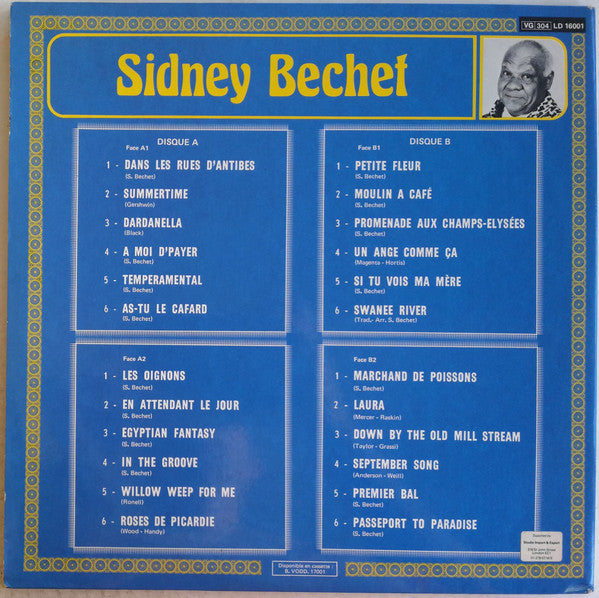 VG 304 LD 16001
Sidney Bechet
DISQUE A
Face A1
1 - DANS LES RUES D'ANTIBES
(S. Bechet)
2 - SUMMERTIME
(Gershwin)
3 - DARDANELLA
(Black)
4 - A MOI D'PAYER
(S. Bechet)
5 - TEMPERAMENTAL
(S. Bechet)
6 - AS-TU LE CAFARD
(S. Bechet)
DISQUE B
Face B1
1 - PETITE FLEUR
(S. Bechet)
2 - MOULIN A CAFÉ
(S. Bechet)
3 - PROMENADE AUX CHAMPS-ELYSÉES
(S. Bechet)
4 - UN ANGE COMME ÇA
(Magenta - Hortis)
5 - SI TU VOIS MA MÈRE
(S. Bechet)
6 - SWANEE RIVER
(Trad.- Arr. S. Bechet)
Face A2
1 - LES OIGNONS
(S. Bechet)
2 - EN ATTENDANT LE JOUR
(S. Bechet)
3 - EGYPTIAN FANTASY
(S. Bechet)
4 - IN THE GROOVE
(S. Bechet)
5 - WILLOW WEEP FOR ME
(Ronell)
6 - ROSES DE PICARDIE
(Wood - Handy)
Face B2
1 - MARCHAND DE POISSONS
(S. Bechet)
2 - LAURA
(Mercer - Raskin)
3 - DOWN BY THE OLD MILL STREAM
(Taylor - Grassi)
4 - SEPTEMBER SONG
(Anderson - Weill)
5 - PREMIER BAL
(S. Bechet)
6 - PASSEPORT TO PARADISE
(S. Bechet)
Disponible en cassette
B. VOGD. 17001
London EC1